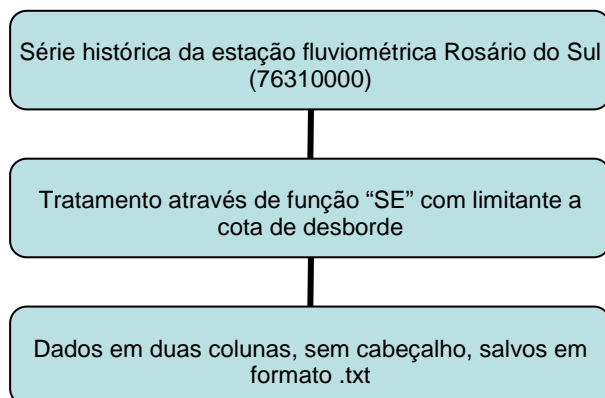 Série histórica da estação fluviométrica Rosário do Sul
(76310000)
Tratamento através de função “SE” com limitante a
cota de desborde
Dados em duas colunas, sem cabeçalho, salvos em
formato .txt